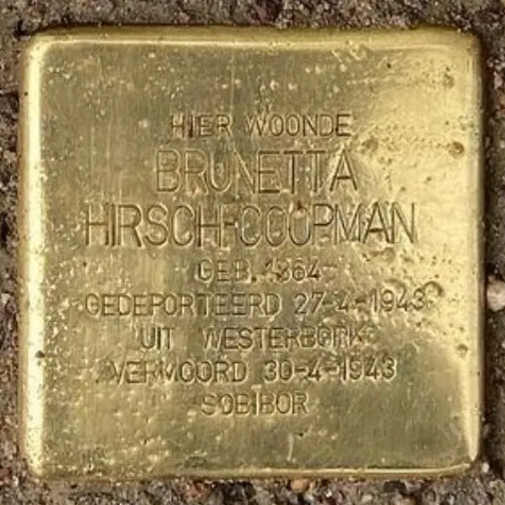 HIER WOONDE
BRUNETTA
HIRSCH-COOPMAN
GEB. 1864
GEDEPORTEERD 27-4-1943
UIT WESTERBORK
VERMOORD 30-4-1943
SOBIBOR